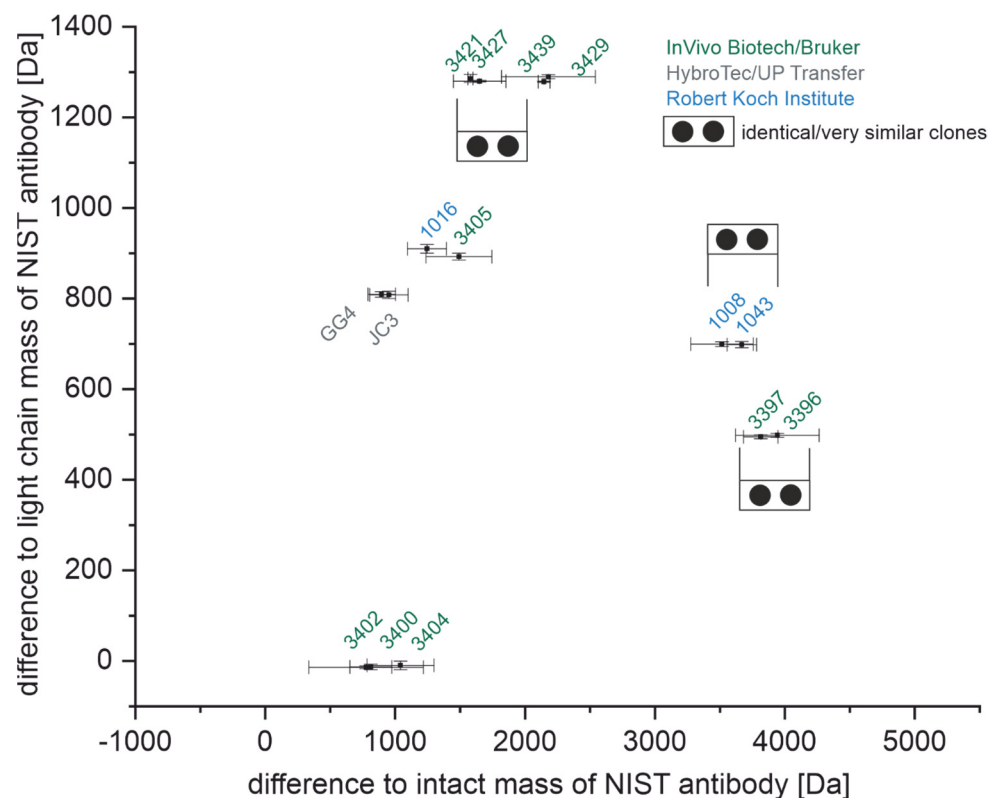 1400
1200
1000
800
600
400
200
0
difference to light chain mass of NIST antibody [Da]
3421
3427
3439
3429
InVivo Biotech/Bruker
HybroTec/UP Transfer
Robert Koch Institute
identical/very similar clones
1016
3405
GG4
JC3
1008
1043
3397
3396
3402
3400
3404
-1000 0 1000 2000 3000 4000 5000
difference to intact mass of NIST antibody [Da]